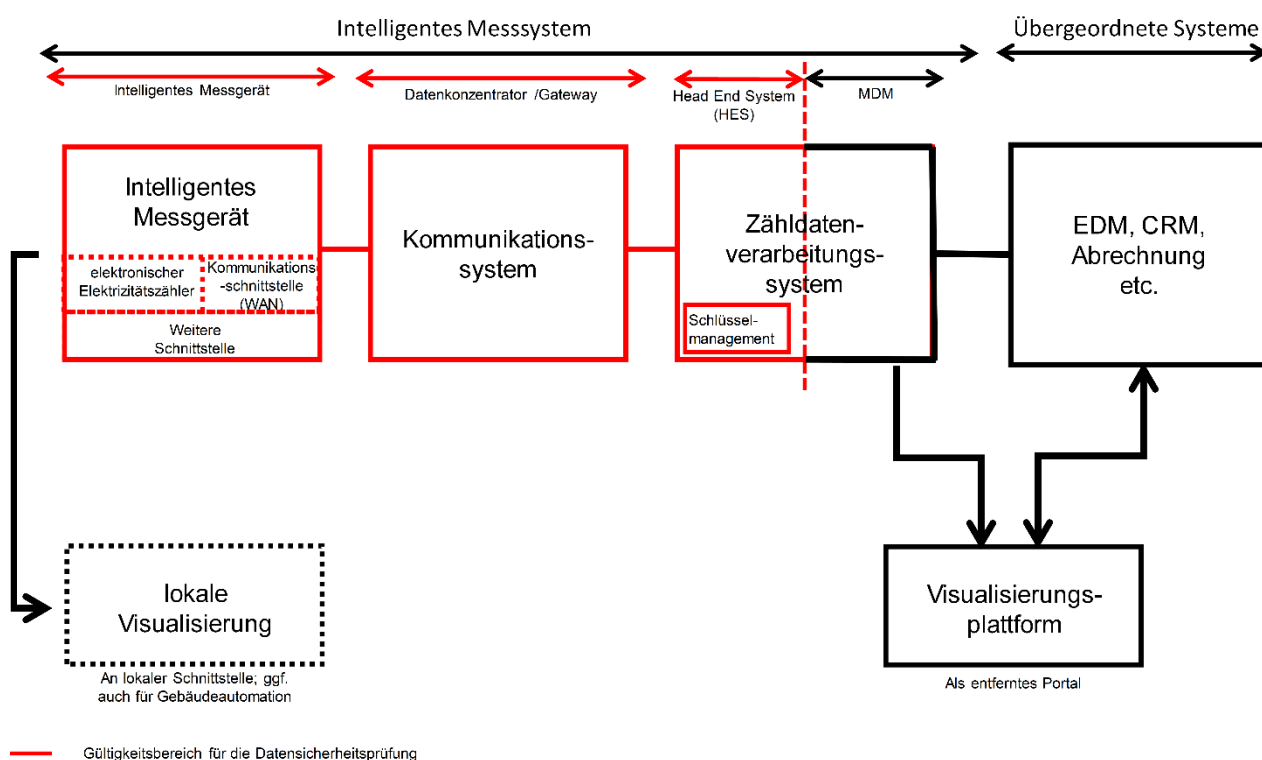 Intelligentes Messsystem
Übergeordnete Systeme
Intelligentes Messgerät
Datenkonzentrator /Gateway
Head End System
(HES)
MDM
Intelligentes
Messgerät
elektronischer
Elektrizitätszähler
Kommunikations
-schnittstelle
(WAN)
Weitere
Schnittstelle
Kommunikations-
system
Zähldaten-
verarbeitungs-
system
Schlüssel-
management
EDM, CRM,
Abrechnung
etc.
lokale
Visualisierung
An lokaler Schnittstelle; ggf.
auch für Gebäudeautomation
Visualisierungs-
plattform
Als entferntes Portal
Gültigkeitsbereich für die Datensicherheitsprüfung